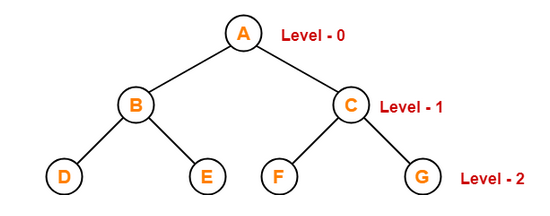 A Level - 0
B C Level - 1
D E F G Level - 2